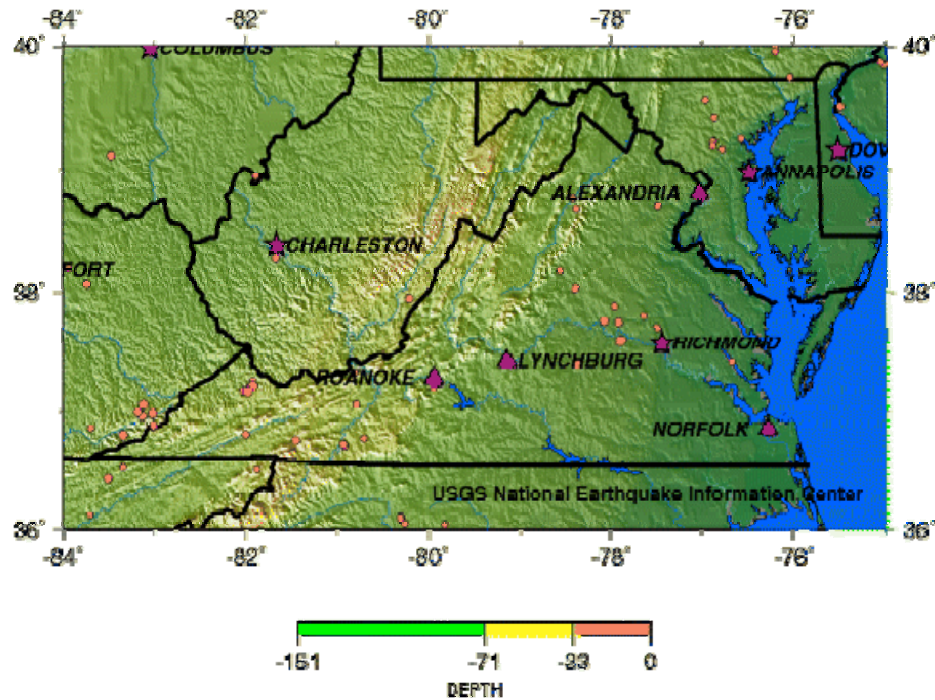 -84° -82° -80° -78° -76°
40° 40°
COLUMBUS
DOV
ANNAPOLIS
ALEXANDRIA
CHARLESTON
FORT
38° 38°
RICHMOND
LYNCHBURG
ROANOKE
NORFOLK
USGS National Earthquake Information Center
36° 36°
-84° -82° -80° -78° -76°
-151 -71 -33 0
DEPTH